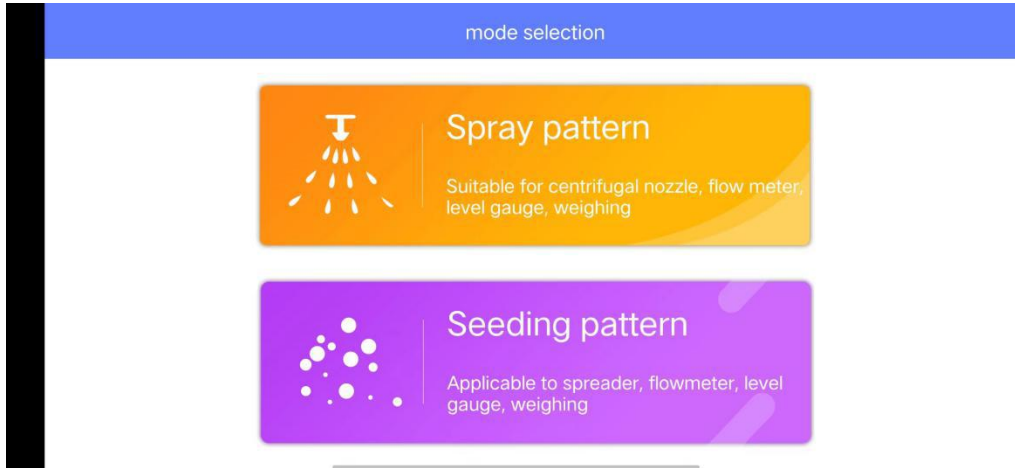 mode selection
Spray pattern
Suitable for centrifugal nozzle, flow meter,
level gauge, weighing
Seeding pattern
Applicable to spreader, flowmeter, level
gauge, weighing